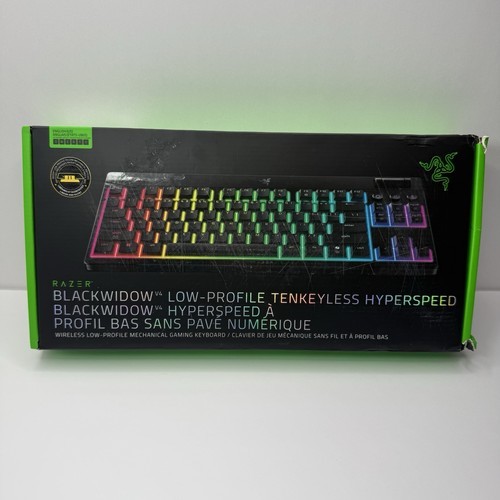 RAZER
BLACKWIDOW V4 LOW-PROFILE TENKEYLESS HYPERSPEED
BLACKWIDOW V4 HYPERSPEED À
PROFIL BAS SANS PAVÉ NUMÉRIQUE
WIRELESS LOW-PROFILE MECHANICAL GAMING KEYBOARD / CLAVIER DE JEU MÉCANIQUE SANS FIL ET À PROFIL BAS